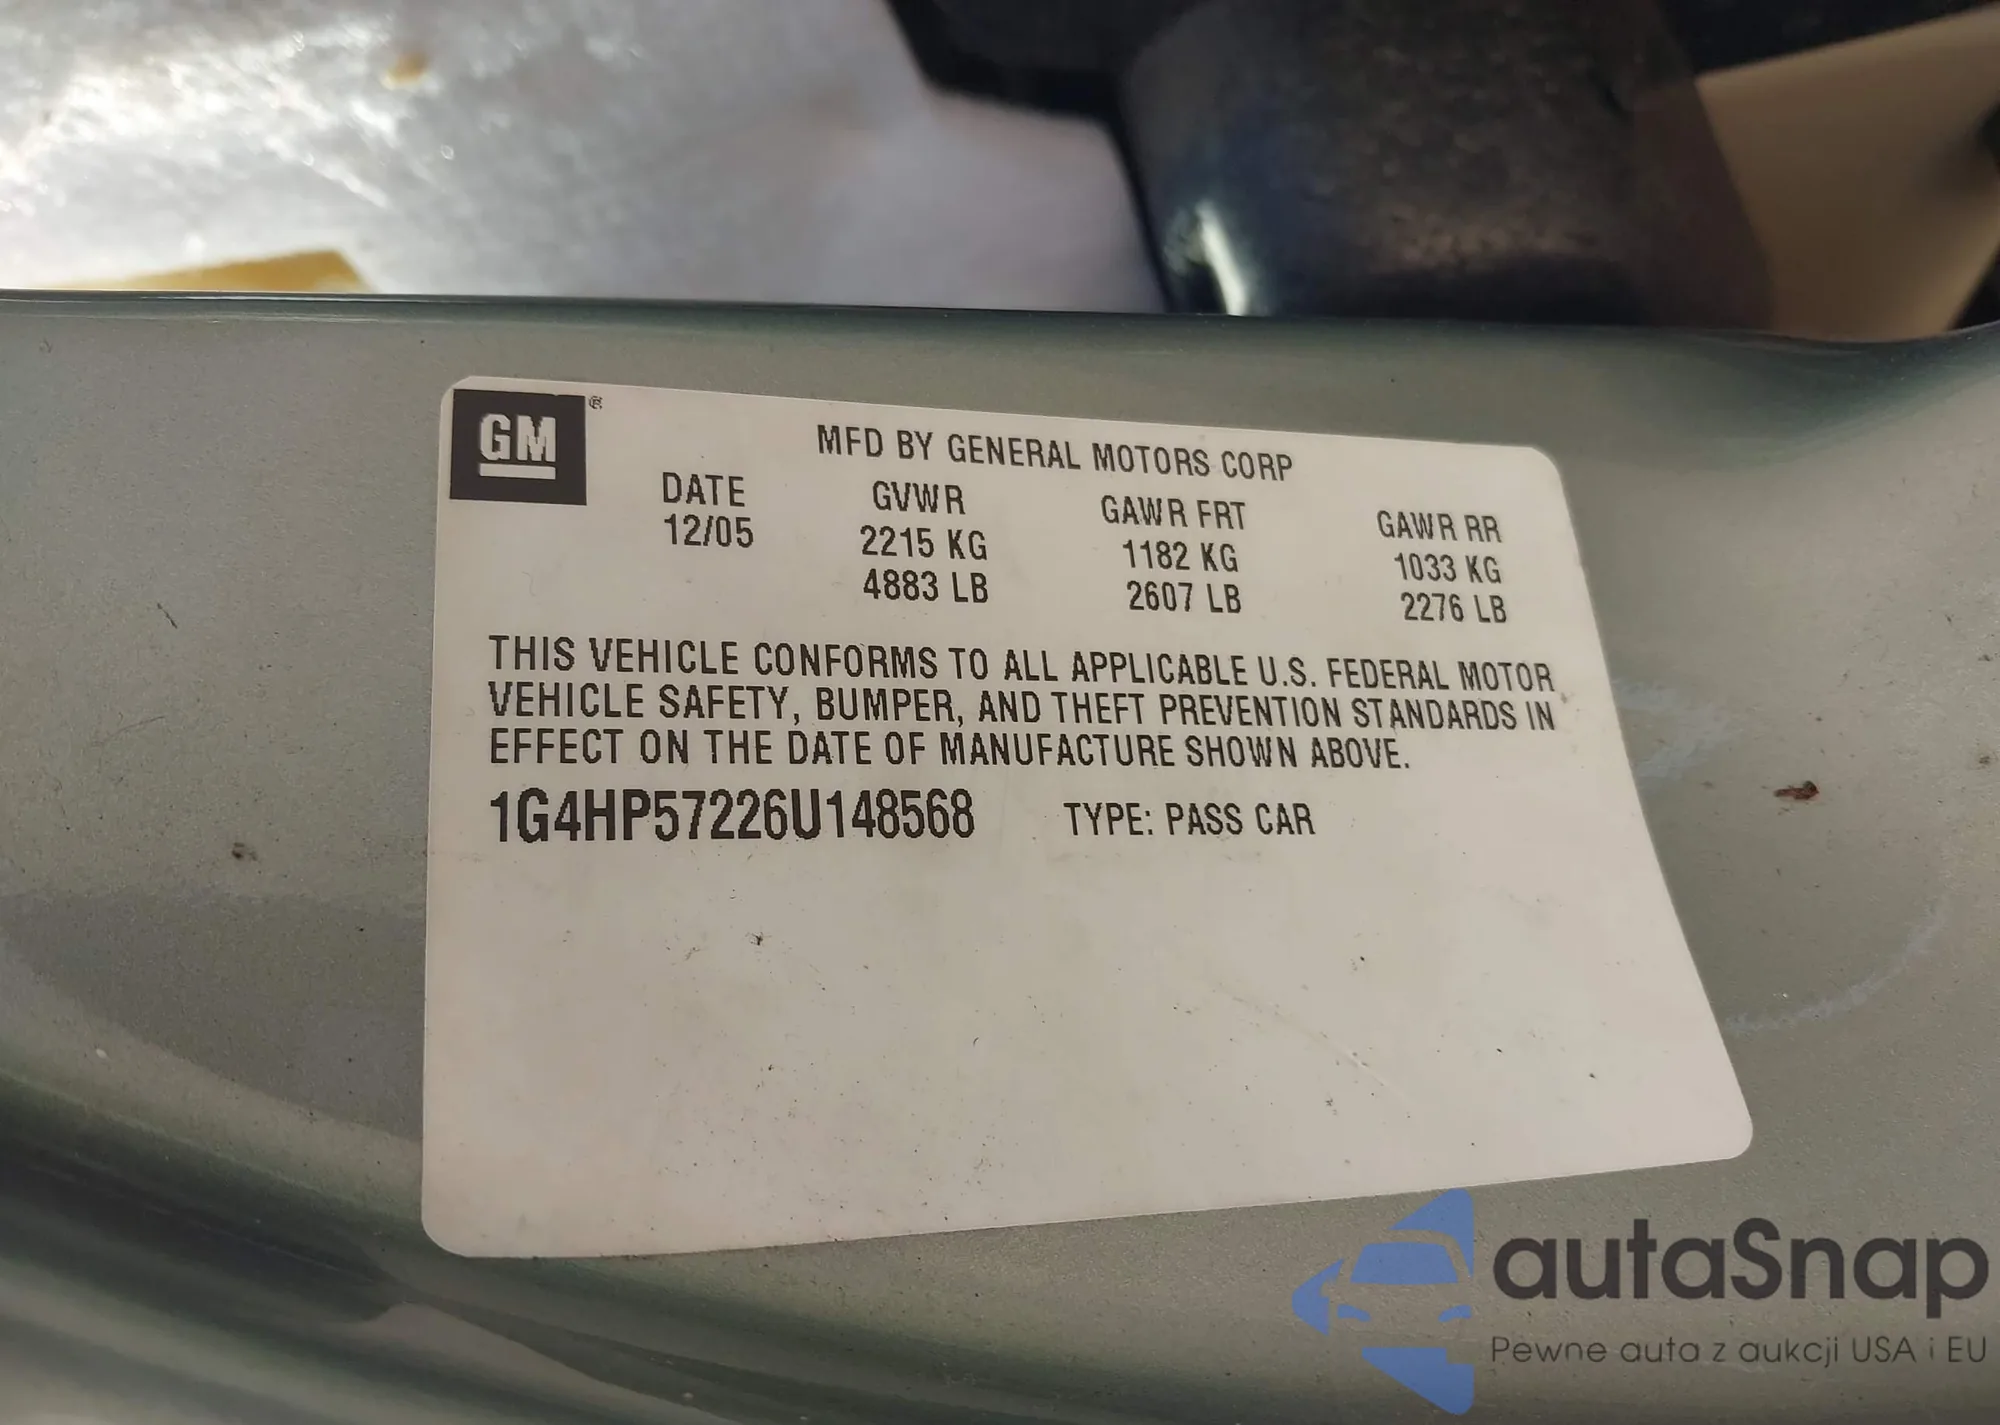 GM
MFD BY GENERAL MOTORS CORP
DATE GVWR GAWR FRT GAWR RR
12/05 2215 KG 1182 KG 1033 KG
4883 LB 2607 LB 2276 LB
THIS VEHICLE CONFORMS TO ALL APPLICABLE U.S. FEDERAL MOTOR
VEHICLE SAFETY, BUMPER, AND THEFT PREVENTION STANDARDS IN
EFFECT ON THE DATE OF MANUFACTURE SHOWN ABOVE.
1G4HP57226U148568 TYPE: PASS CAR
autaSnap
Pewne auta z aukcji USA i EU